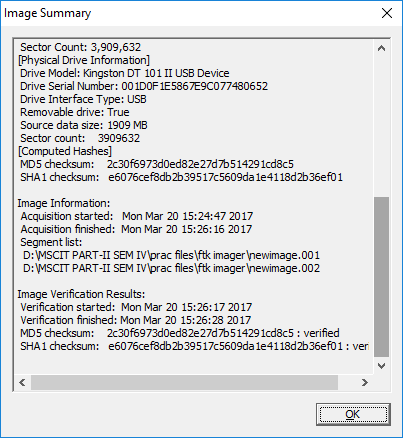 Image Summary
Sector Count: 3,909,632
[Physical Drive Information]
Drive Model: Kingston DT 101 II USB Device
Drive Serial Number: 001D0F1E5867E9C077480652
Drive Interface Type: USB
Removable drive: True
Source data size: 1909 MB
Sector count: 3909632
[Computed Hashes]
MD5 checksum: 2c30f6973d0ed82e27d7b514291cd8c5
SHA1 checksum: e6076cef8db2b39517c5609da1e4118d2b36ef01
Image Information:
Acquisition started: Mon Mar 20 15:24:47 2017
Acquisition finished: Mon Mar 20 15:26:16 2017
Segment list:
D:\MSCIT PART-II SEM IV\prac files\ftk imager\newimage.001
D:\MSCIT PART-II SEM IV\prac files\ftk imager\newimage.002
Image Verification Results:
Verification started: Mon Mar 20 15:26:17 2017
Verification finished: Mon Mar 20 15:26:28 2017
MD5 checksum: 2c30f6973d0ed82e27d7b514291cd8c5 : verified
SHA1 checksum: e6076cef8db2b39517c5609da1e4118d2b36ef01 : veri
OK